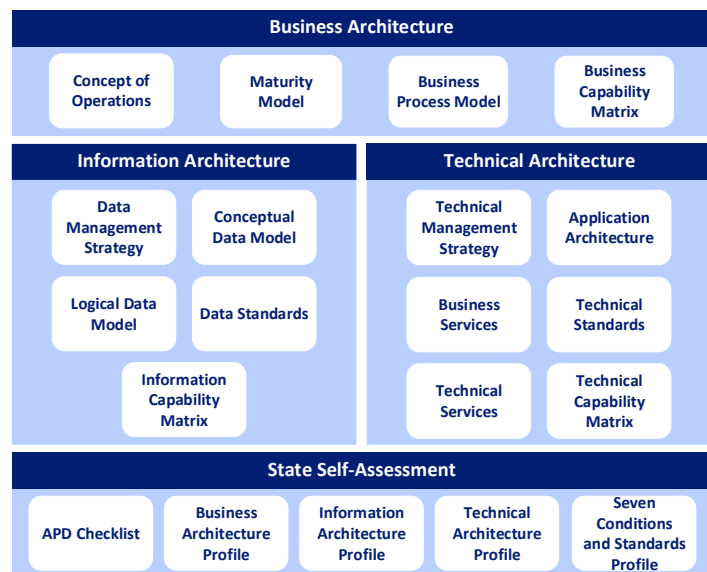 Business Architecture
Concept of
Operations
Maturity
Model
Business
Process Model
Business
Capability
Matrix
Information Architecture
Data
Management
Strategy
Conceptual
Data Model
Logical Data
Model
Data Standards
Information
Capability
Matrix
Technical Architecture
Technical
Management
Strategy
Application
Architecture
Business
Services
Technical
Standards
Technical
Services
Technical
Capability
Matrix
State Self-Assessment
APD Checklist
Business
Architecture
Profile
Information
Architecture
Profile
Technical
Architecture
Profile
Seven
Conditions
and Standards
Profile